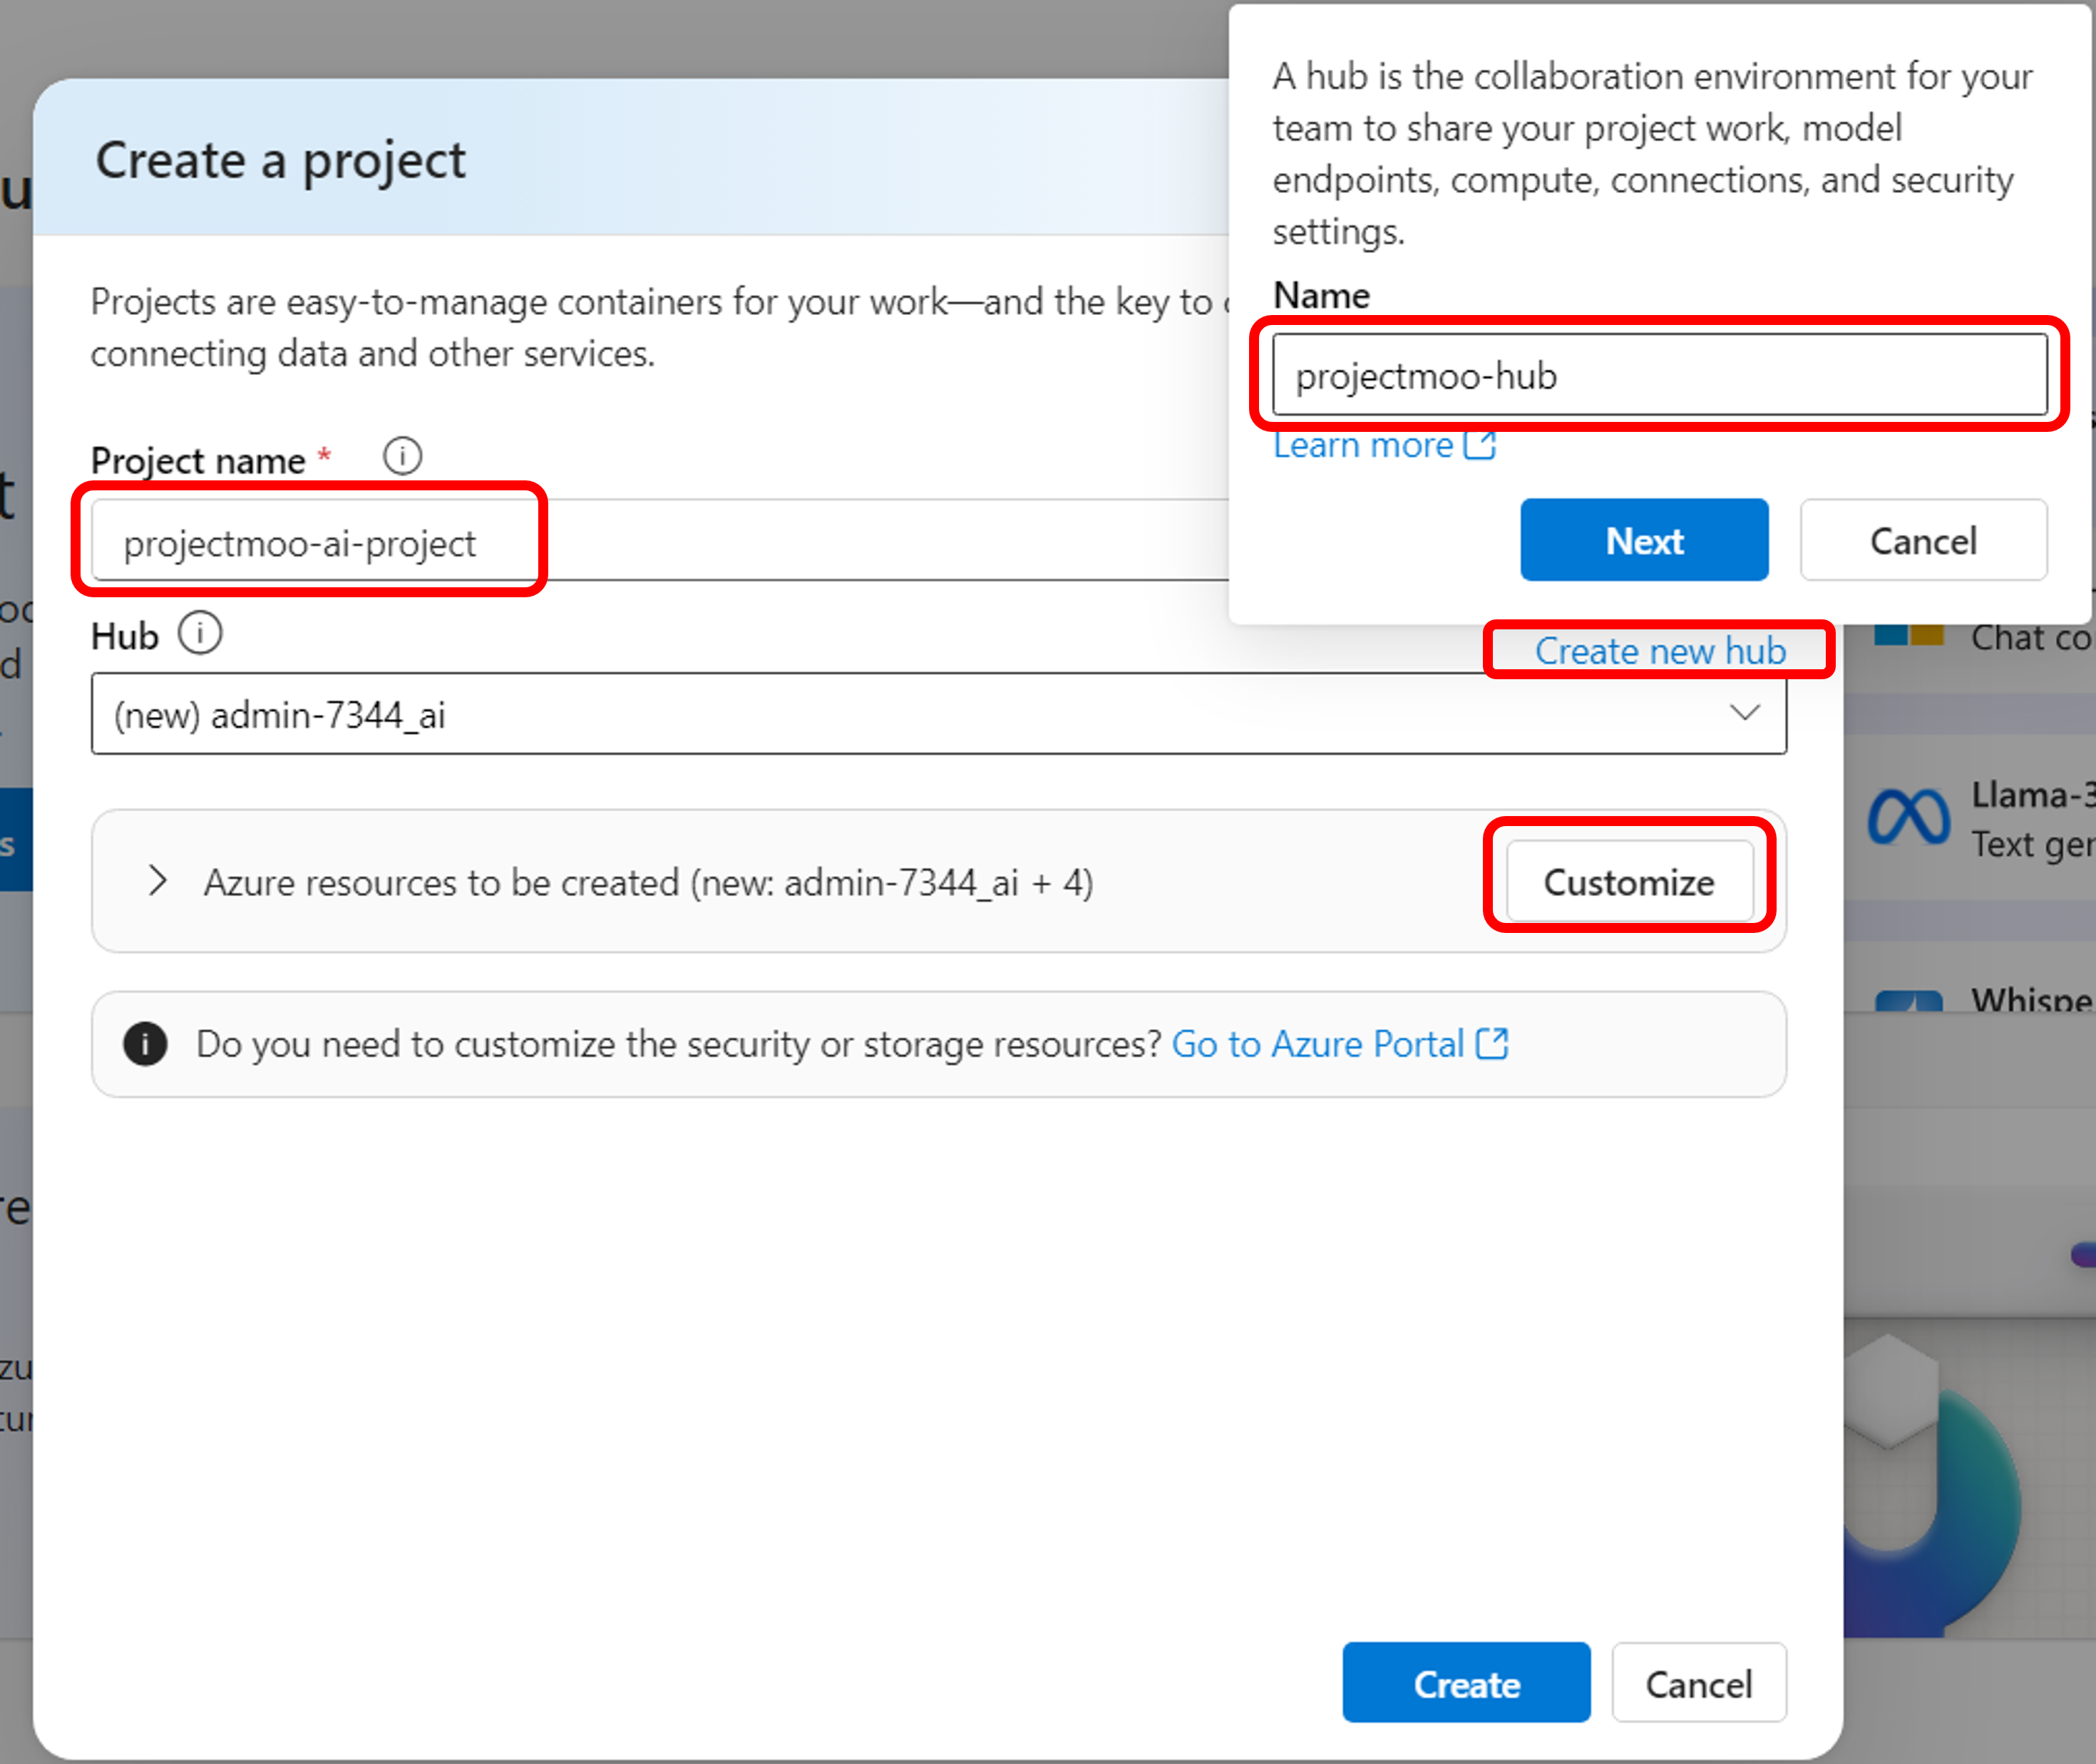 Create a project
Projects are easy-to-manage containers for your work—and the key to
connecting data and other services.
Project name *
projectmoo-ai-project
Hub
(new) admin-7344_ai
Azure resources to be created (new: admin-7344_ai + 4)
Customize
Do you need to customize the security or storage resources? Go to Azure Portal
Create
Cancel
A hub is the collaboration environment for your
team to share your project work, model
endpoints, compute, connections, and security
settings.
Name
projectmoo-hub
Learn more
Next
Cancel
Create new hub
Chat co
Llama-3
Text ger
Whispe